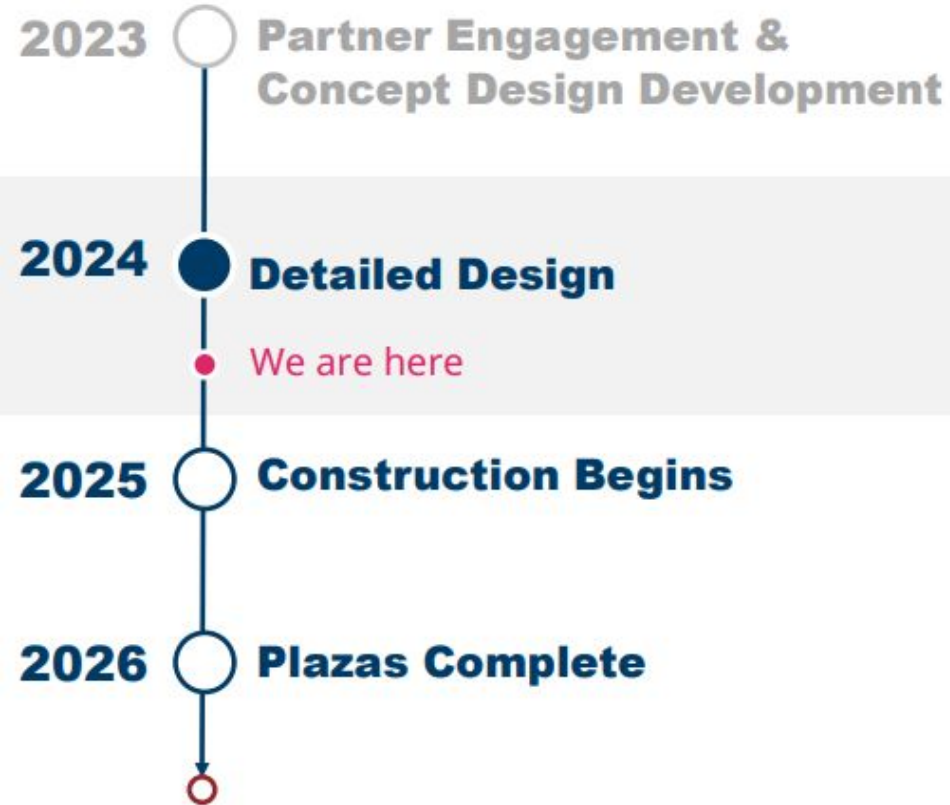 2023 Partner Engagement &
Concept Design Development
2024 Detailed Design
We are here
2025 Construction Begins
2026 Plazas Complete